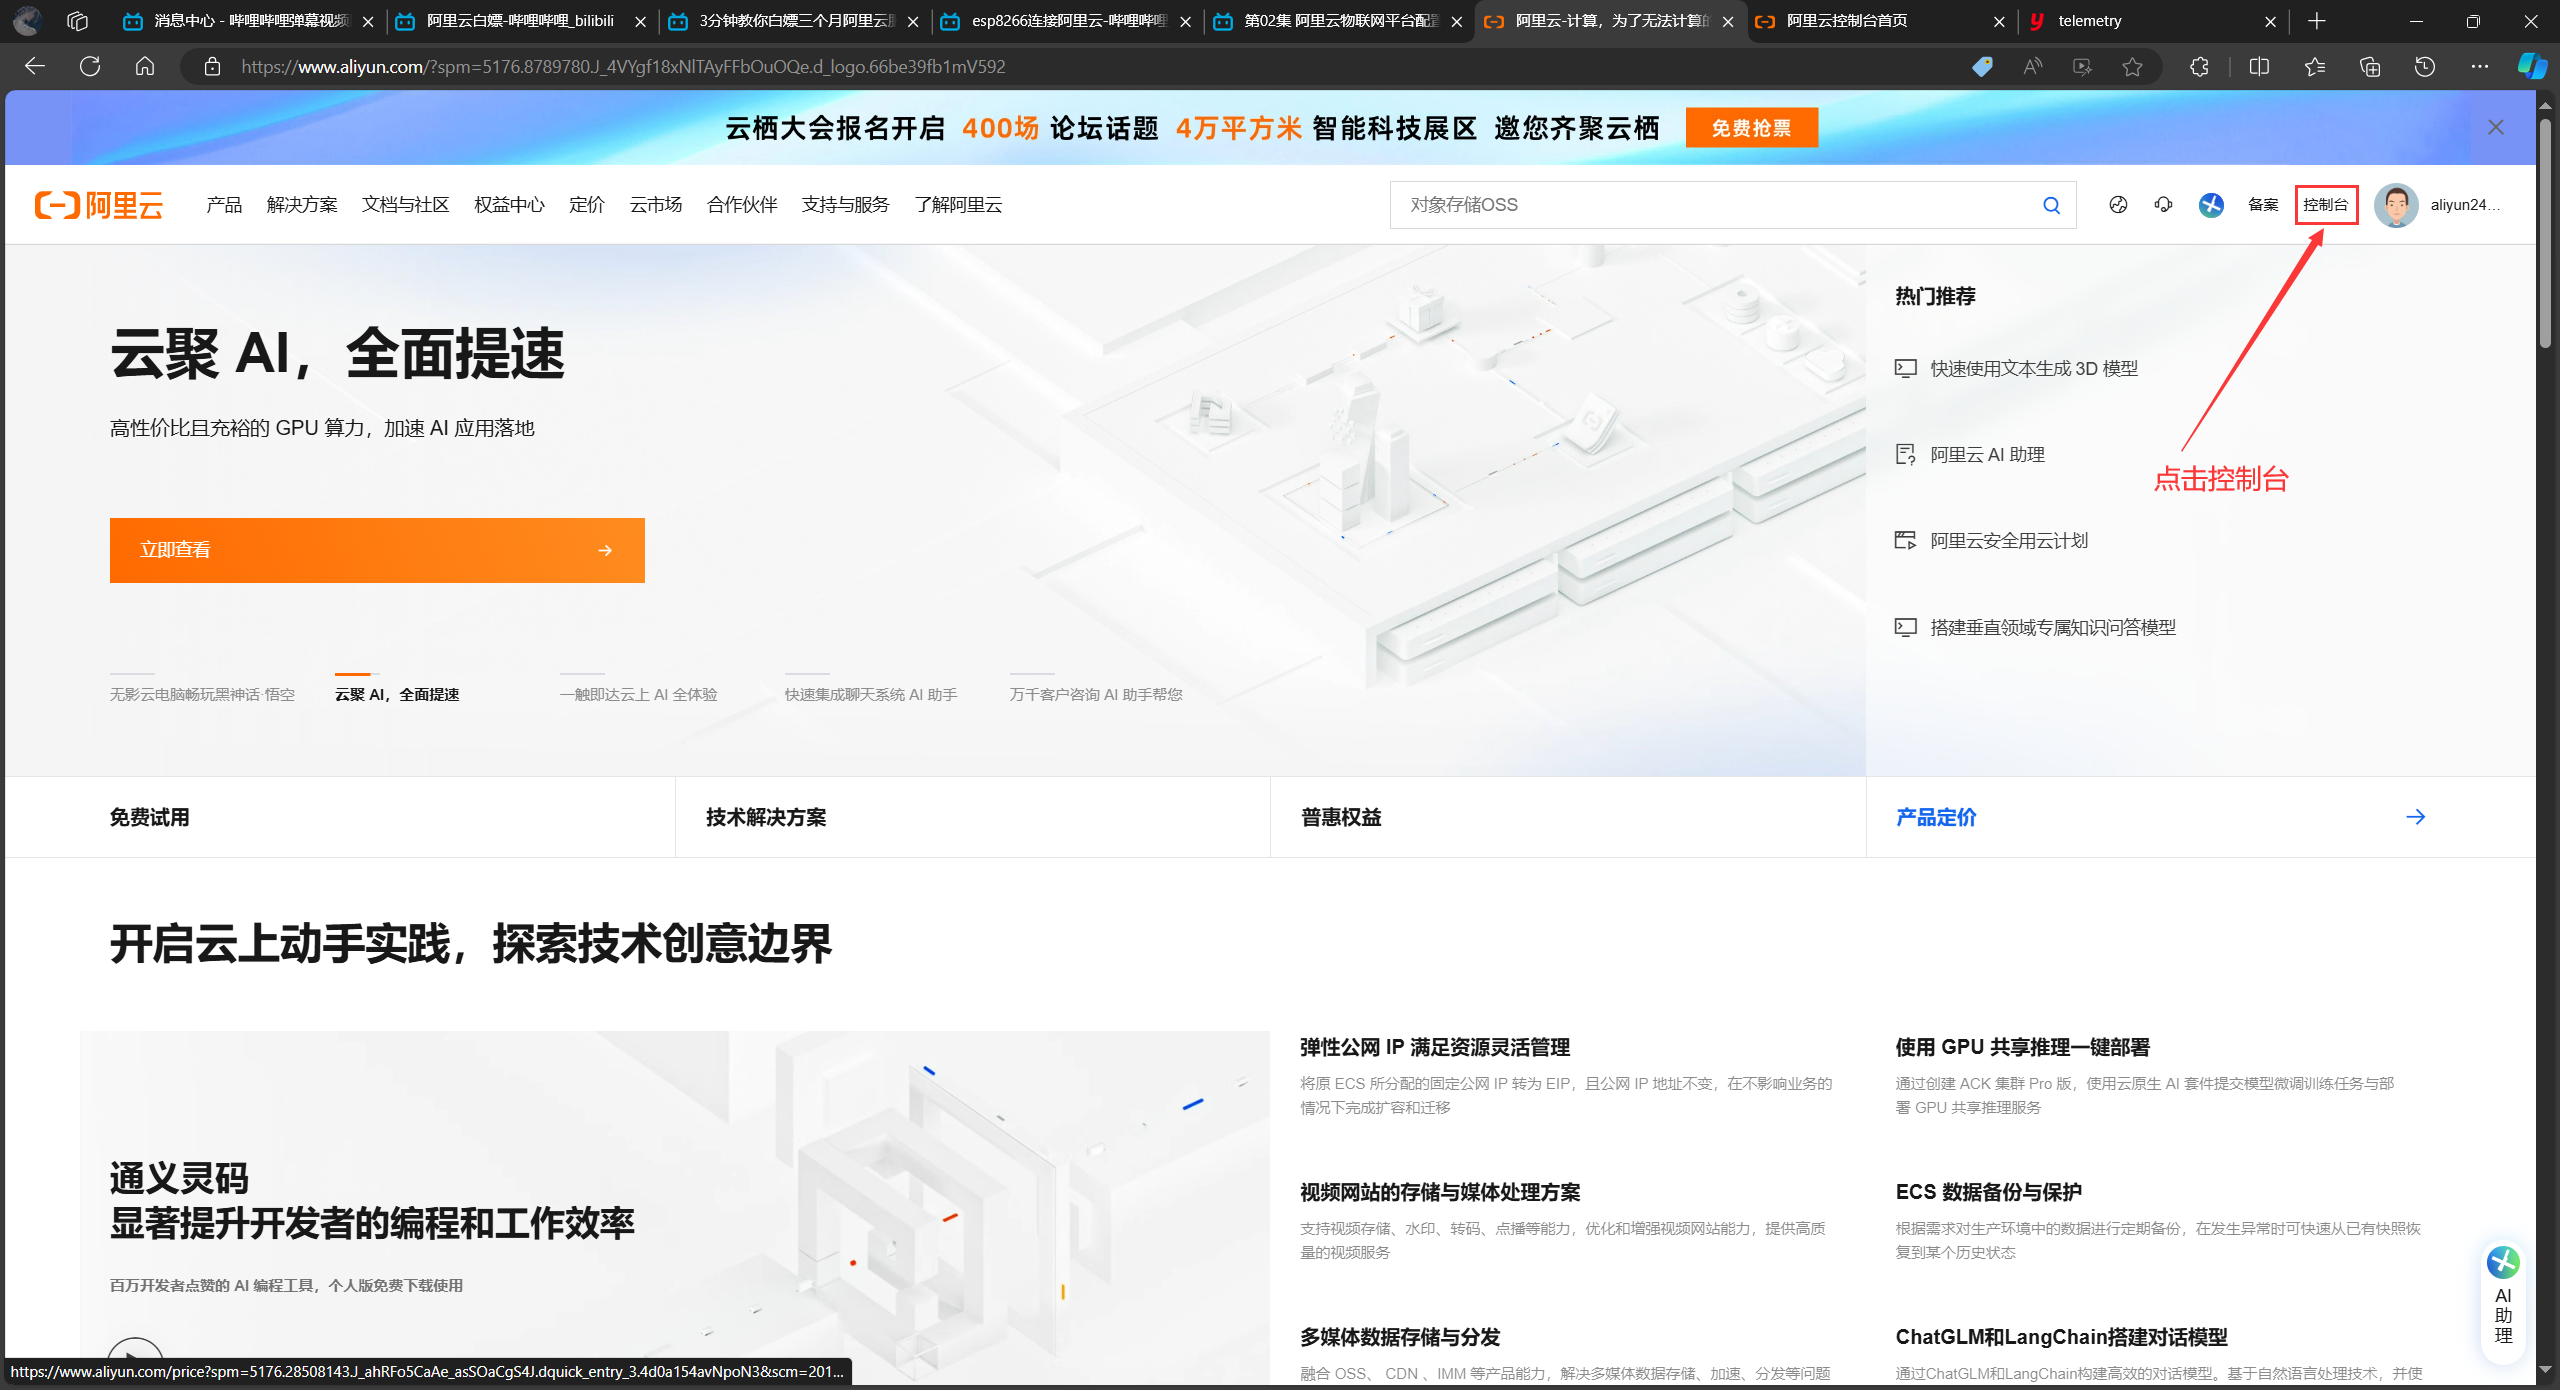 消息中心 - 哔哩哔哩弹幕视频
阿里云白嫖-哔哩哔哩_bilibili
3分钟教你白嫖三个月阿里云
esp8266连接阿里云-哔哩哔哩
第02集 阿里云物联网平台配
阿里云-计算，为了无法计算的
阿里云控制台首页
telemetry
https://www.aliyun.com/?spm=5176.8789780.J_4VYgf18xNlTAyFFbOuOQe.d_logo.66be39fb1mV592
云栖大会报名开启 400场 论坛话题 4万平方米 智能科技展区 邀您齐聚云栖 免费抢票
阿里云 产品 解决方案 文档与社区 权益中心 定价 云市场 合作伙伴 支持与服务 了解阿里云 对象存储OSS 备案 控制台 aliyun24...
云聚 AI，全面提速
高性价比且充裕的 GPU 算力，加速 AI 应用落地
立即查看
无影云电脑畅玩黑神话·悟空 云聚 AI，全面提速 一触即达云上 AI 全体验 快速集成聊天系统 AI 助手 万千客户咨询 AI 助手帮您
热门推荐
快速使用文本生成 3D 模型
阿里云 AI 助理
点击控制台
阿里云安全用云计划
搭建垂直领域专属知识问答模型
免费试用 技术解决方案 普惠权益 产品定价
开启云上动手实践，探索技术创意边界
通义灵码
显著提升开发者的编程和工作效率
百万开发者点赞的 AI 编程工具，个人版免费下载使用
弹性公网 IP 满足资源灵活管理
将原 ECS 所分配的固定公网 IP 转为 EIP，且公网 IP 地址不变，在不影响业务的
情况下完成扩容和迁移
使用 GPU 共享推理一键部署
通过创建 ACK 集群 Pro 版，使用云原生 AI 套件提交模型微调训练任务与部
署 GPU 共享推理服务
视频网站的存储与媒体处理方案
支持视频存储、水印、转码、点播等能力，优化和增强视频网站能力，提供高质
量的视频服务
ECS 数据备份与保护
根据需求对生产环境中的数据进行定期备份，在发生异常时可快速从已有快照恢
复到某个历史状态
多媒体数据存储与分发
融合 OSS、 CDN 、IMM 等产品能力，解决多媒体数据存储、加速、分发等问题
ChatGLM和LangChain搭建对话模型
通过ChatGLM和LangChain构建高效的对话模型。基于自然语言处理技术，并使
AI
助
理
https://www.aliyun.com/price?spm=5176.28508143.J_ahRFo5CaAe_asSOaCgS4J.dquick_entry_3.4d0a154avNpoN3&scm=201...